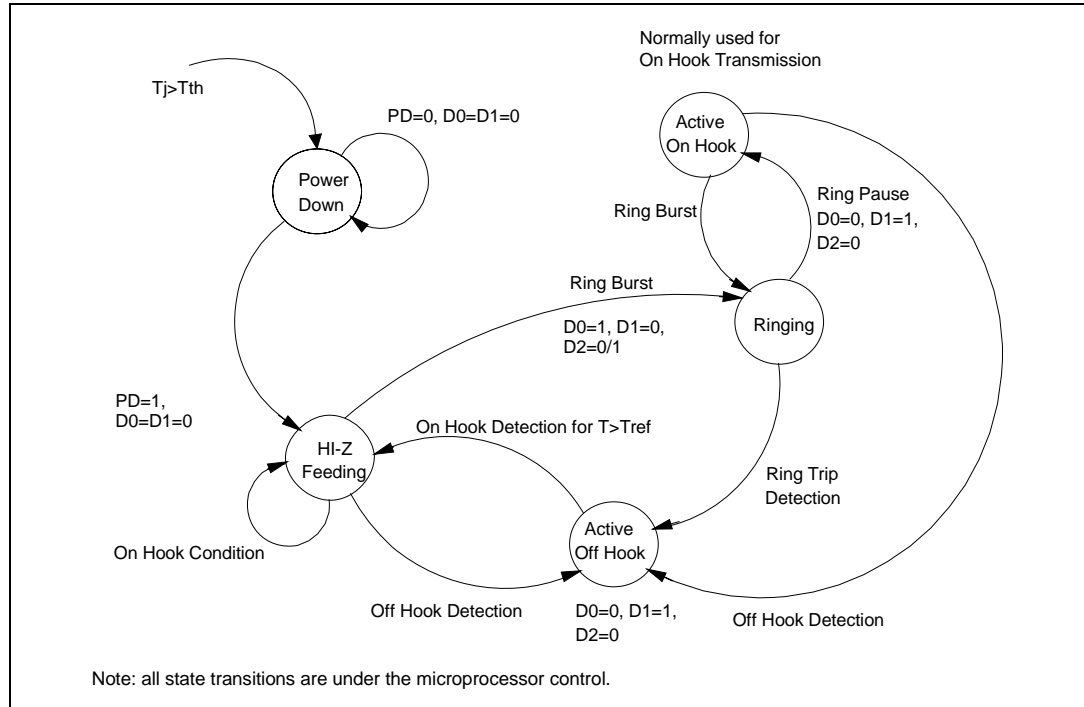 Normally used for
On Hook Transmission
Tj>Tth
PD=0, D0=D1=0
Active
On Hook
Power
Down
Ring Pause
D0=0, D1=1,
D2=0
Ring Burst
Ring Burst
Ringing
D0=1, D1=0,
D2=0/1
PD=1,
D0=D1=0
On Hook Detection for T>Tref
HI-Z
Feeding
Ring Trip
Detection
Active
Off Hook
On Hook Condition
Off Hook Detection
D0=0, D1=1,
D2=0
Off Hook Detection
Note: all state transitions are under the microprocessor control.